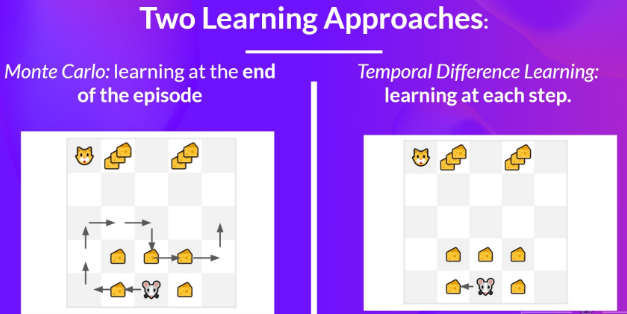 Two Learning Approaches:
Monte Carlo: learning at the end
of the episode
Temporal Difference Learning:
learning at each step.